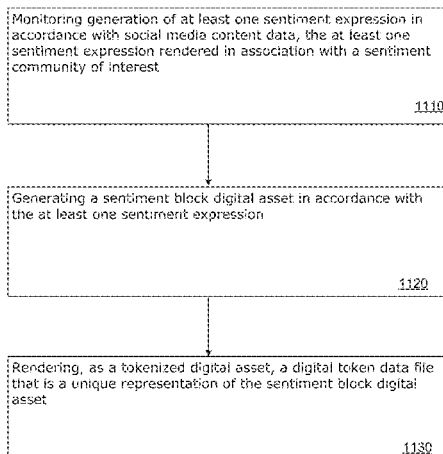 Monitoring generation of at least one sentiment expression in
accordance with social media content data, the at least one
sentiment expression rendered in association with a sentiment
community of interest
1110
Generating a sentiment block digital asset in accordance with
the at least one sentiment expression
1120
Rendering, as a tokenized digital asset, a digital token data file
that is a unique representation of the sentiment block digital
asset
1130